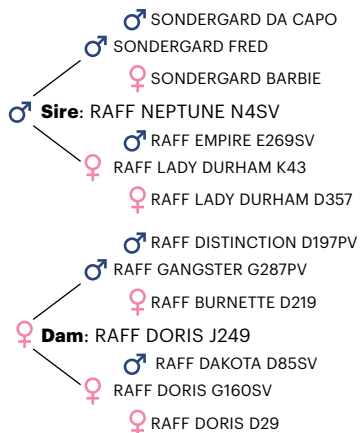 SONDERGARD DA CAPO
SONDERGARD FRED
SONDERGARD BARBIE
Sire: RAFF NEPTUNE N4SV
RAFF EMPIRE E269SV
RAFF LADY DURHAM K43
RAFF LADY DURHAM D357
RAFF DISTINCTION D197PV
RAFF GANGSTER G287PV
RAFF BURNETTE D219
Dam: RAFF DORIS J249
RAFF DAKOTA D85SV
RAFF DORIS G160SV
RAFF DORIS D29